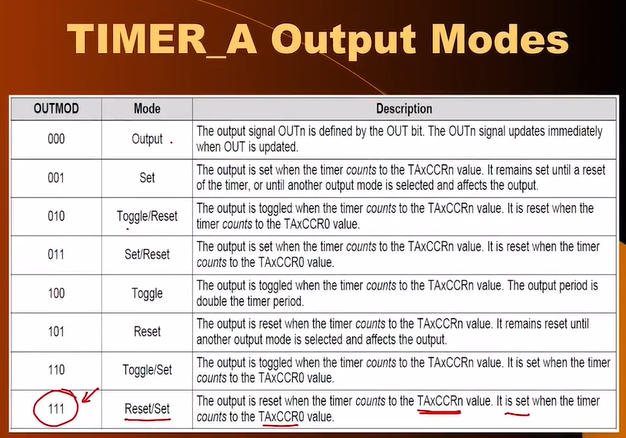 TIMER_A Output Modes
OUTMOD Mode Description
000 Output The output signal OUTn is defined by the OUT bit. The OUTn signal updates immediately
when OUT is updated.
001 Set The output is set when the timer counts to the TAxCCRn value. It remains set until a reset
of the timer, or until another output mode is selected and affects the output.
010 Toggle/Reset The output is toggled when the timer counts to the TAxCCRn value. It is reset when the
timer counts to the TAxCCR0 value.
011 Set/Reset The output is set when the timer counts to the TAxCCRn value. It is reset when the timer
counts to the TAxCCR0 value.
100 Toggle The output is toggled when the timer counts to the TAxCCRn value. The output period is
double the timer period.
101 Reset The output is reset when the timer counts to the TAxCCRn value. It remains reset until
another output mode is selected and affects the output.
110 Toggle/Set The output is toggled when the timer counts to the TAxCCRn value. It is set when the timer
counts to the TAxCCR0 value.
111 Reset/Set The output is reset when the timer counts to the TAxCCRn value. It is set when the timer
counts to the TAxCCR0 value.